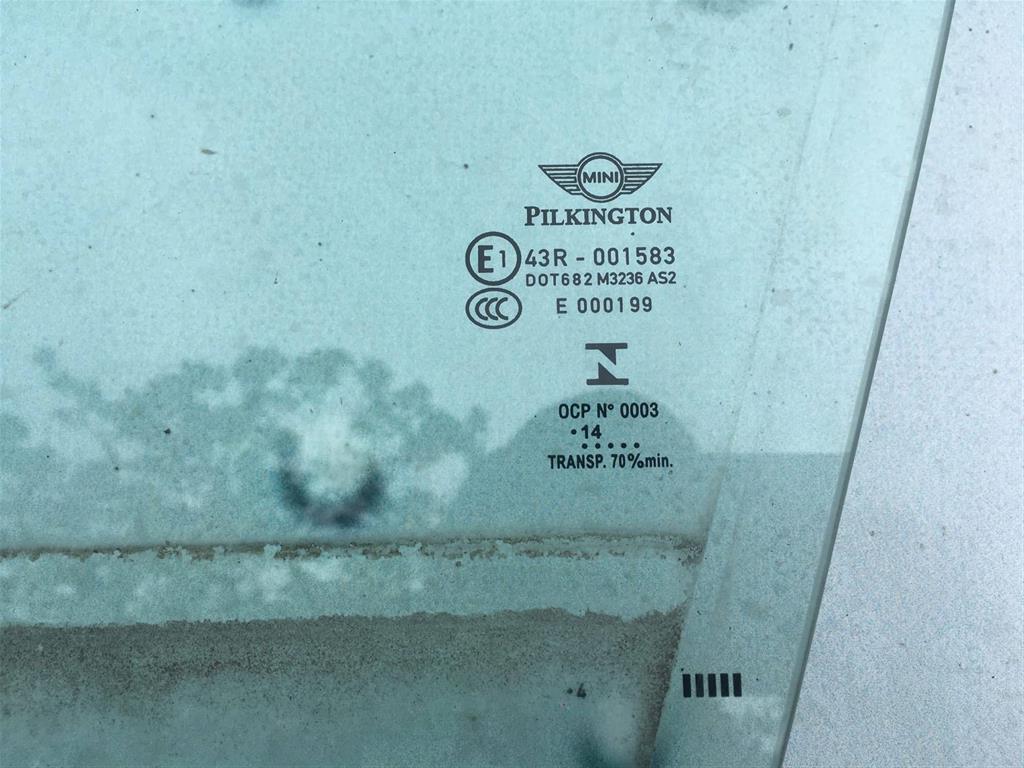 MINI
PILKINGTON
E1 43R - 001583
DOT682 M3236 AS2
CCC E 000199
OCP N° 0003
•14
•••••
TRANSP. 70%min.
•4